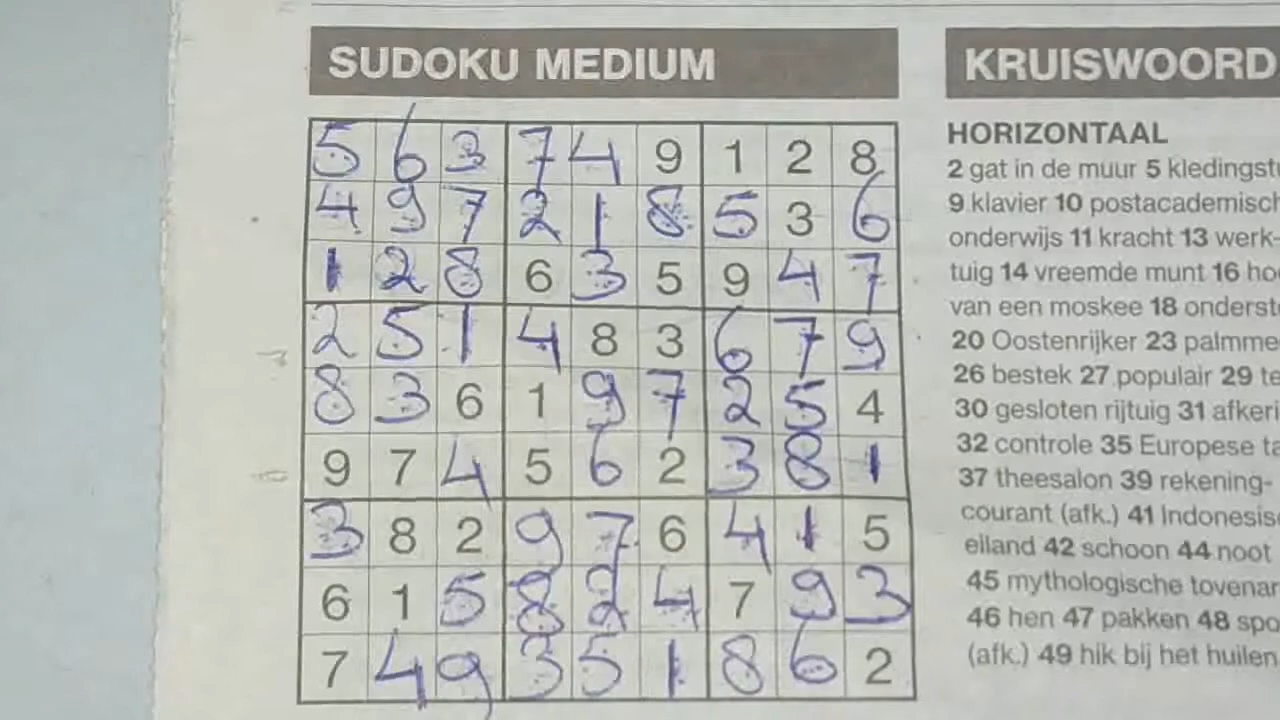 SUDOKU MEDIUM
5 6 3 7 4 9 1 2 8
4 9 7 2 1 8 5 3 6
1 2 8 6 3 5 9 4 7
2 5 1 4 8 3 6 7 9
8 3 6 1 9 7 2 5 4
9 7 4 5 6 2 3 8 1
3 8 2 9 7 6 4 1 5
6 1 5 8 2 4 7 9 3
7 4 9 3 5 1 8 6 2
KRUISWOORD
HORIZONTAAL
2 gat in de muur 5 kledingst
9 klavier 10 postacademisch
onderwijs 11 kracht 13 werk-
tuig 14 vreemde munt 16 ho
van een moskee 18 onderst
20 Oostenrijker 23 palmme
26 bestek 27 populair 29 te
30 gesloten rijtuig 31 afkeri
32 controle 35 Europese ta
37 theesalon 39 rekening-
courant (afk.) 41 Indonesis
eiland 42 schoon 44 noot
45 mythologische tovenar
46 hen 47 pakken 48 spo
(afk.) 49 hik bij het huilen